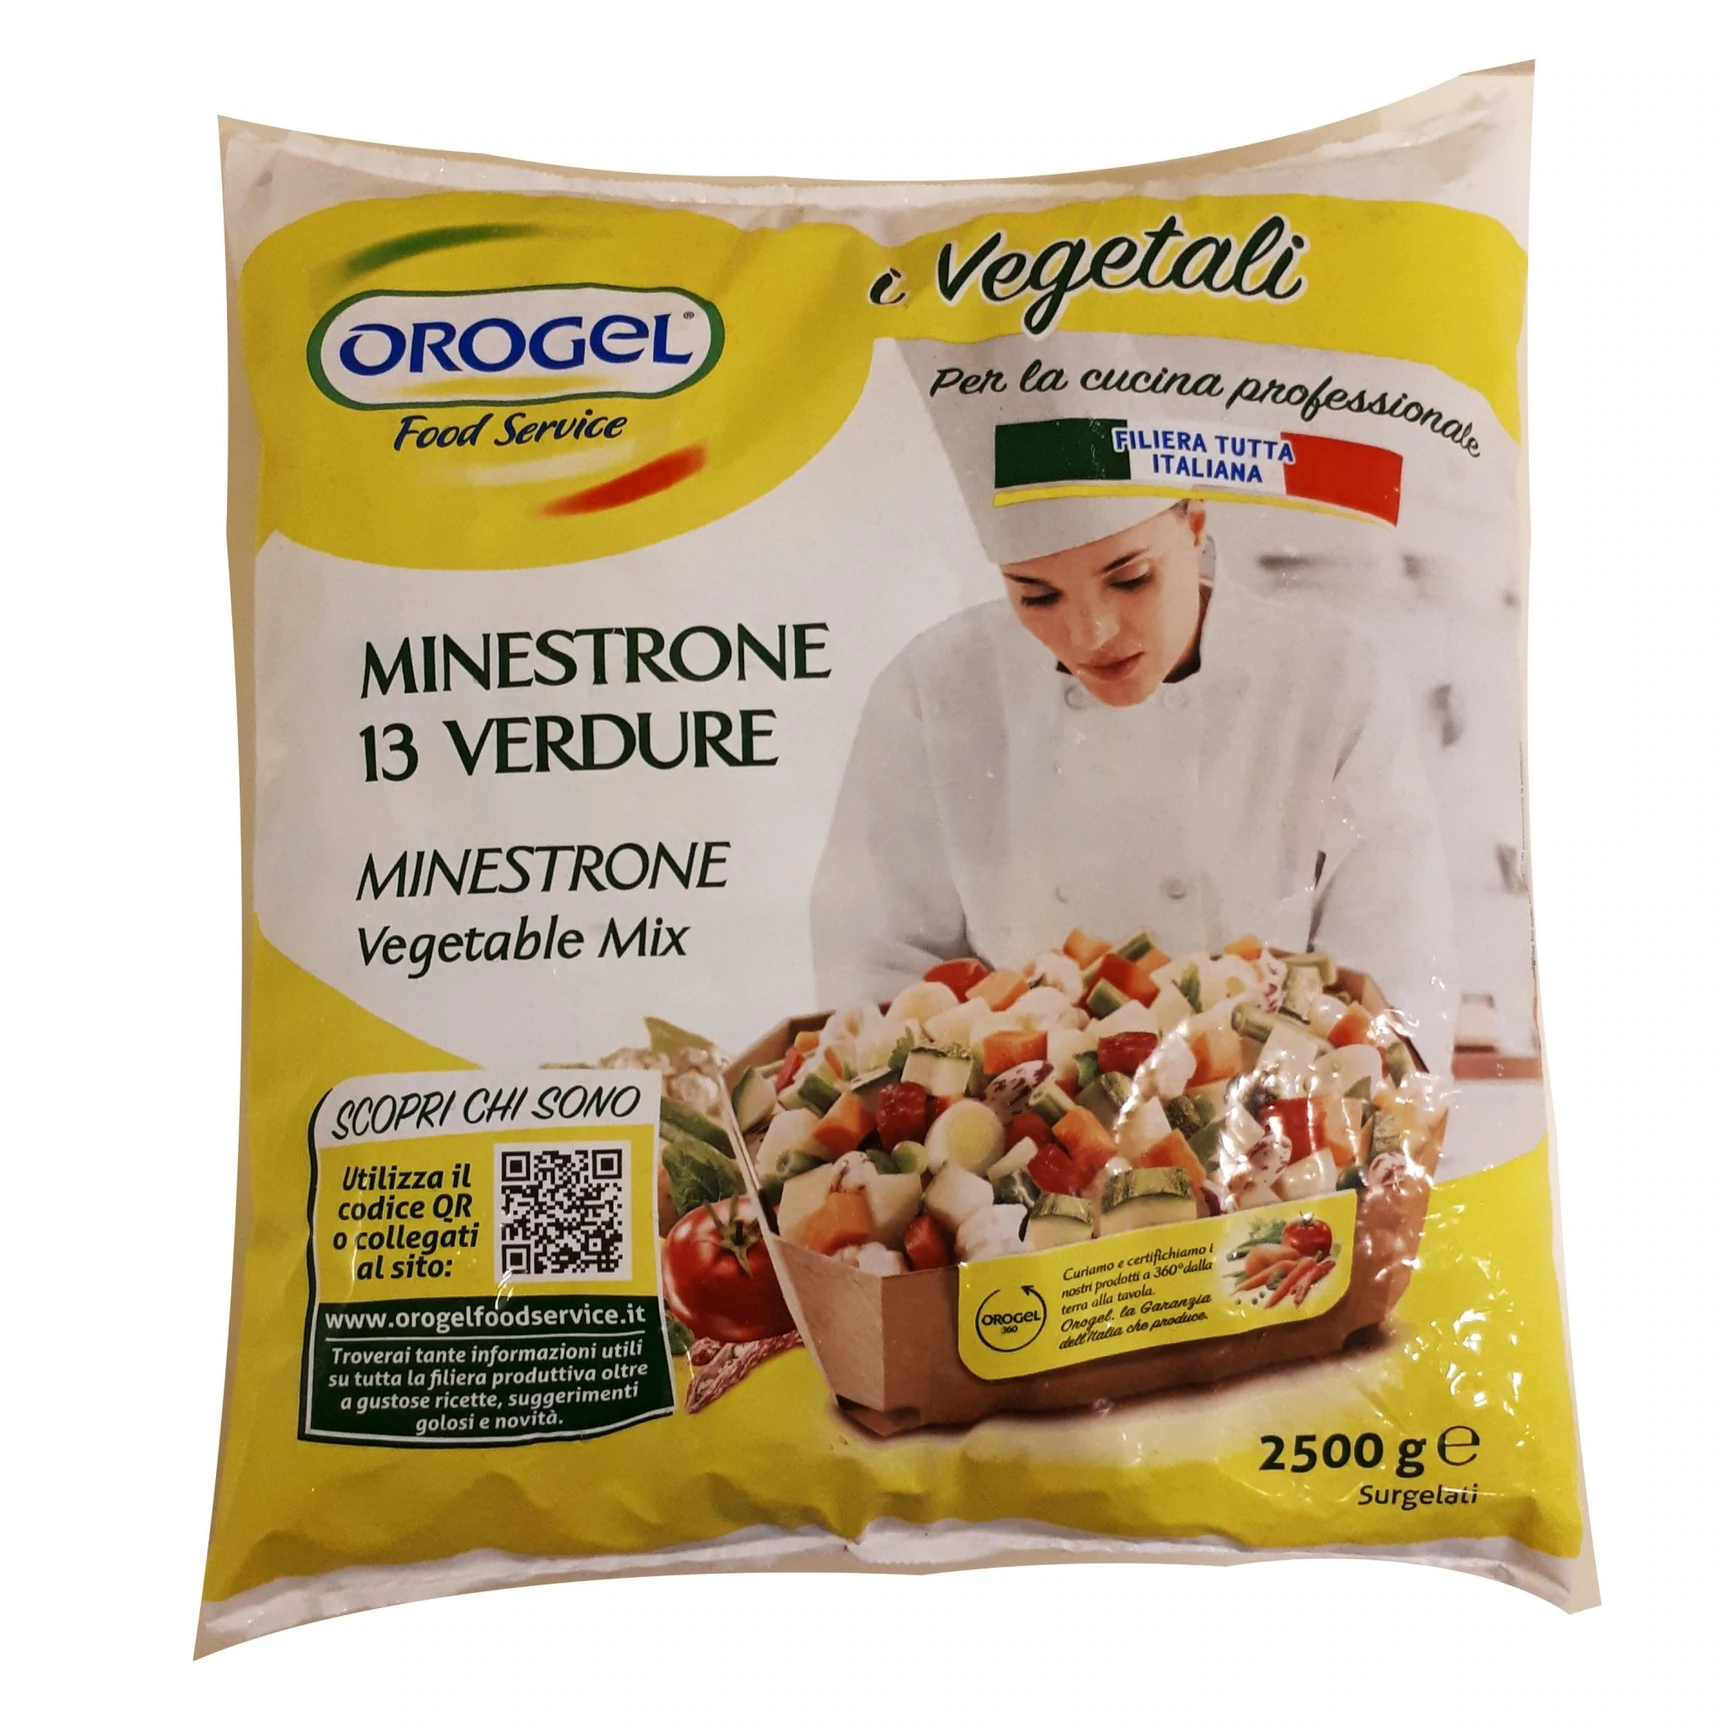 OROGEL®
Food Service
i Vegetali
Per la cucina professionale
FILIERA TUTTA
ITALIANA
MINESTRONE
13 VERDURE
MINESTRONE
Vegetable Mix
SCOPRI CHI SONO
Utilizza il
codice QR
o collegati
al sito:
www.orogelfoodservice.it
Troverai tante informazioni utili
su tutta la filiera produttiva oltre
a gustose ricette, suggerimenti
golosi e novità.
OROGEL
360
Curiamo e certifichiamo i
nostri prodotti a 360° dalla
terra alla tavola.
Orogel, la Garanzia
dell'Italia che produce.
2500 g ℮
Surgelati